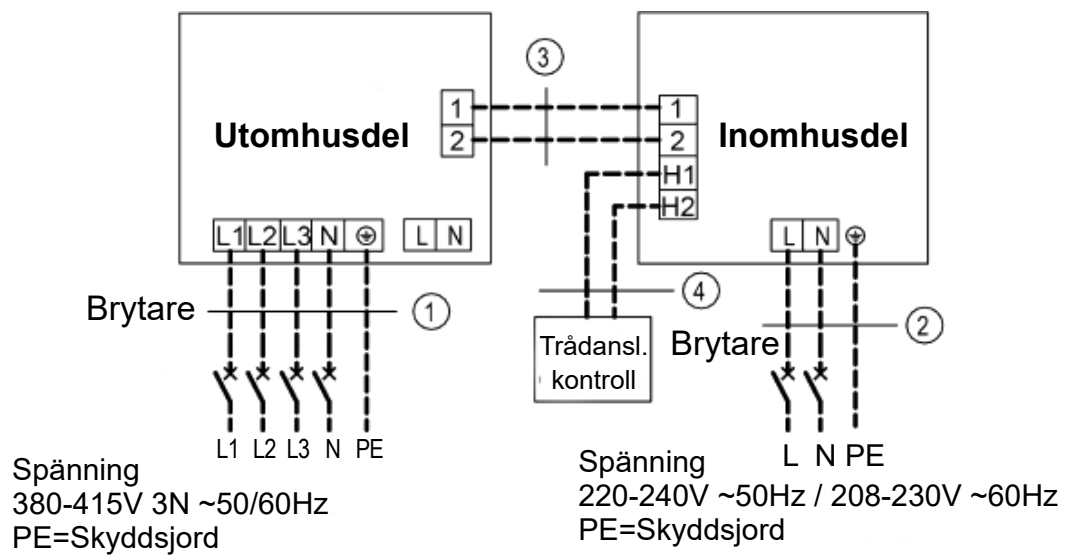 Utomhusdel
1
2
③
1
2
H1
H2
Inomhusdel
L1 L2 L3 N ⏚ L N
L N ⏚
Brytare
①
④
Trådansl.
kontroll
Brytare
②
L1 L2 L3 N PE
Spänning
380-415V 3N ~50/60Hz
PE=Skyddsjord
L N PE
Spänning
220-240V ~50Hz / 208-230V ~60Hz
PE=Skyddsjord